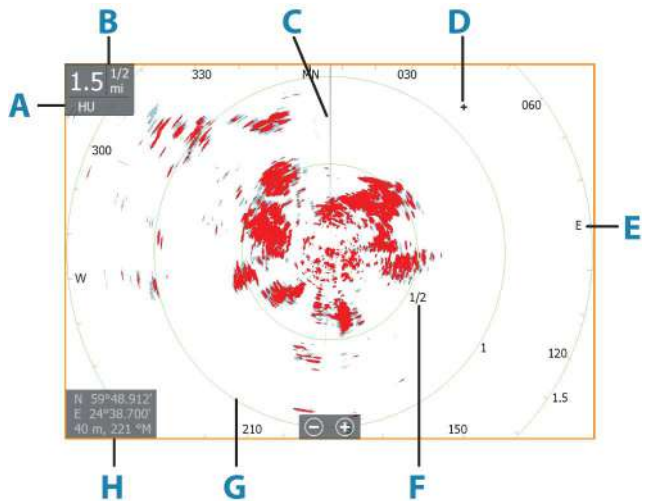 B
C
D
1.5 1/2 mi
330
MN
030
A
HU
060
300
E
E
W
1/2
1
120
1.5
N 59°48.912'
E 24°38.700'
40 m, 221 °M
210
150
H
G
F